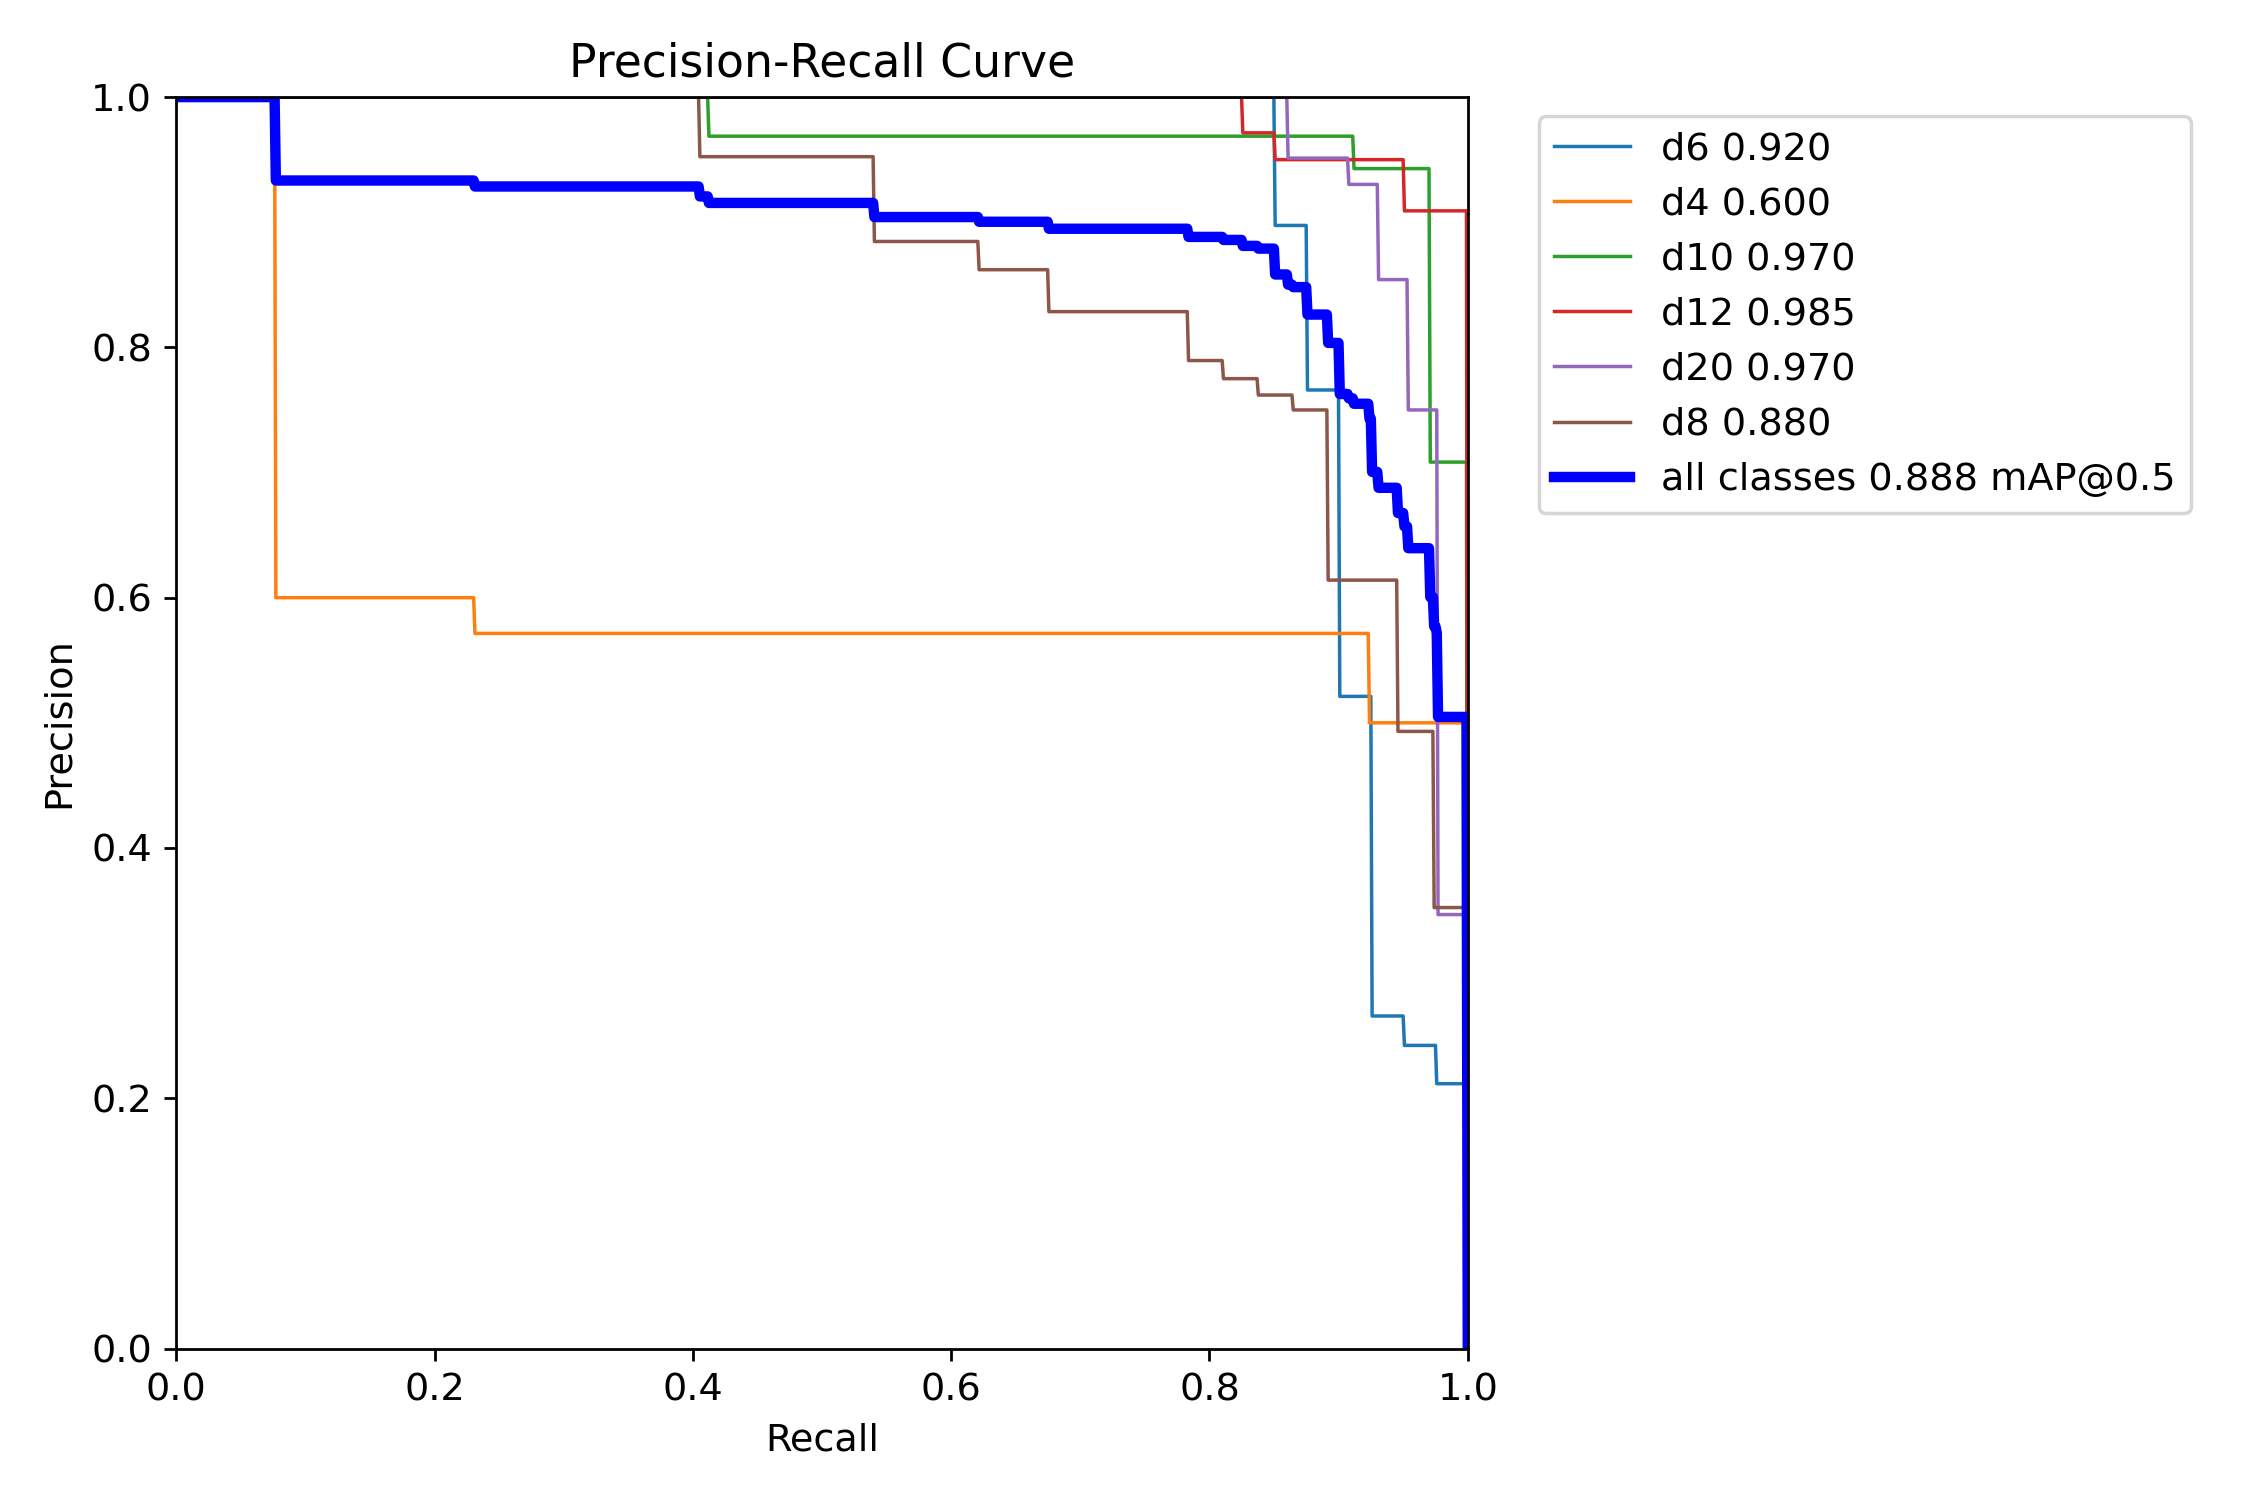 Precision-Recall Curve
1.0
0.8
0.6
0.4
0.2
0.0
Precision
0.0 0.2 0.4 0.6 0.8 1.0
Recall
d6 0.920
d4 0.600
d10 0.970
d12 0.985
d20 0.970
d8 0.880
all classes 0.888 mAP@0.5